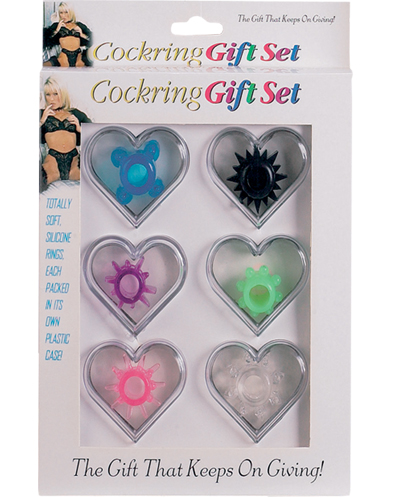 The Gift That Keeps On Giving!
Cockring Gift Set
Cockring Gift Set
TOTALLY
SOFT,
SILICONE
RINGS,
EACH
PACKED
IN ITS
OWN
PLASTIC
CASE!
The Gift That Keeps On Giving!